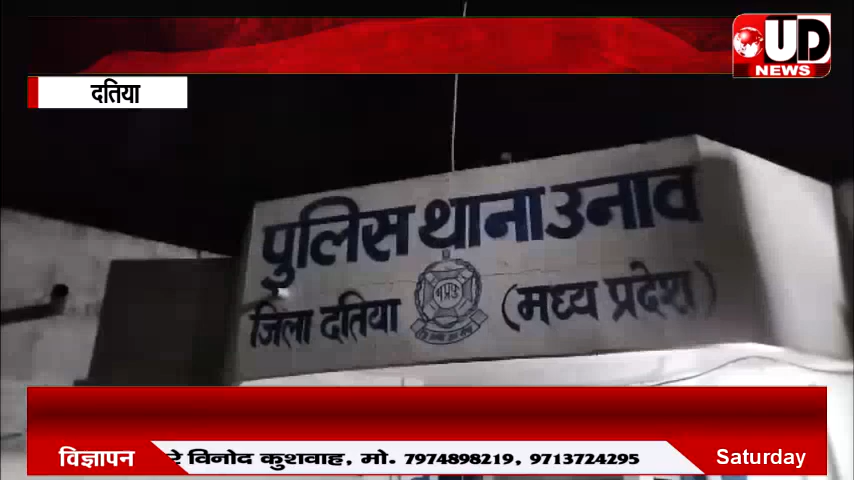 UD
NEWS
दतिया
पुलिस थाना उनाव
जिला दतिया
(मध्य प्रदेश)
विज्ञापन
रे विनोद कुशवाह, मो. 7974898219, 9713724295
Saturday